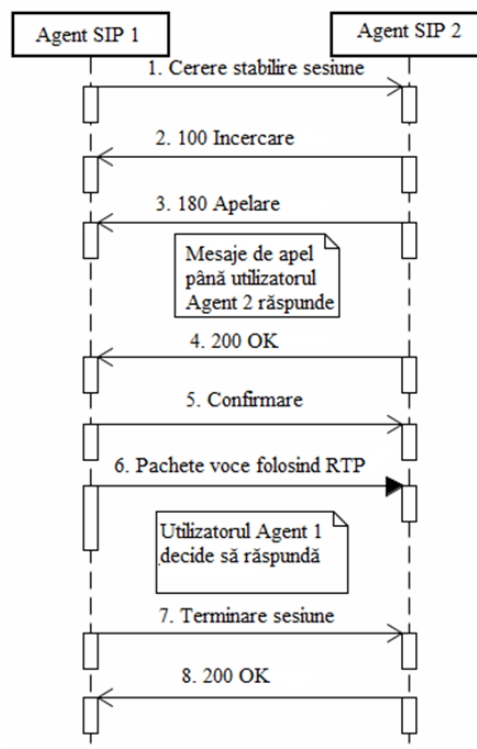 Agent SIP 1
Agent SIP 2
1. Cerere stabilire sesiune
2. 100 Incercare
3. 180 Apelare
Mesaje de apel
până utilizatorul
Agent 2 răspunde
4. 200 OK
5. Confirmare
6. Pachete voce folosind RTP
Utilizatorul Agent 1
decide să răspundă
7. Terminare sesiune
8. 200 OK